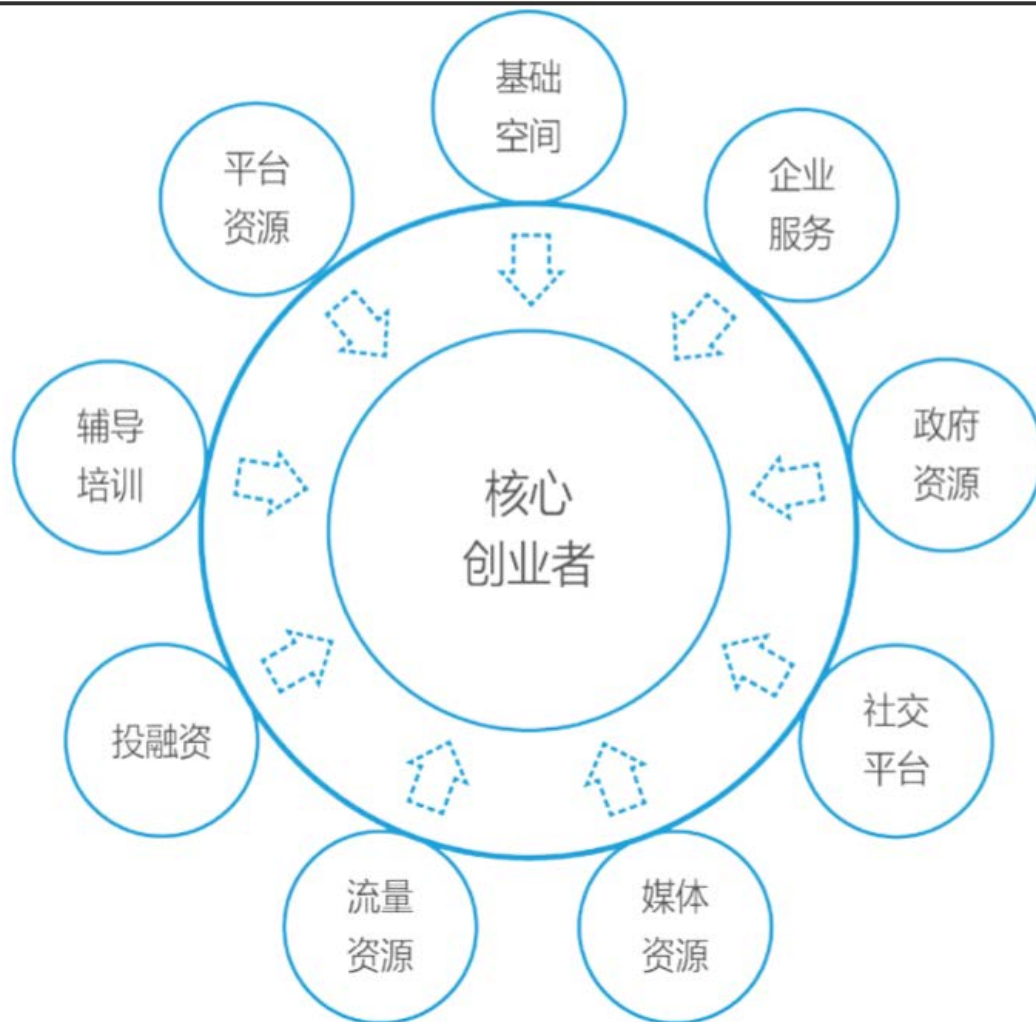 基础
空间
企业
服务
政府
资源
社交
平台
媒体
资源
流量
资源
投融资
辅导
培训
平台
资源
核心
创业者